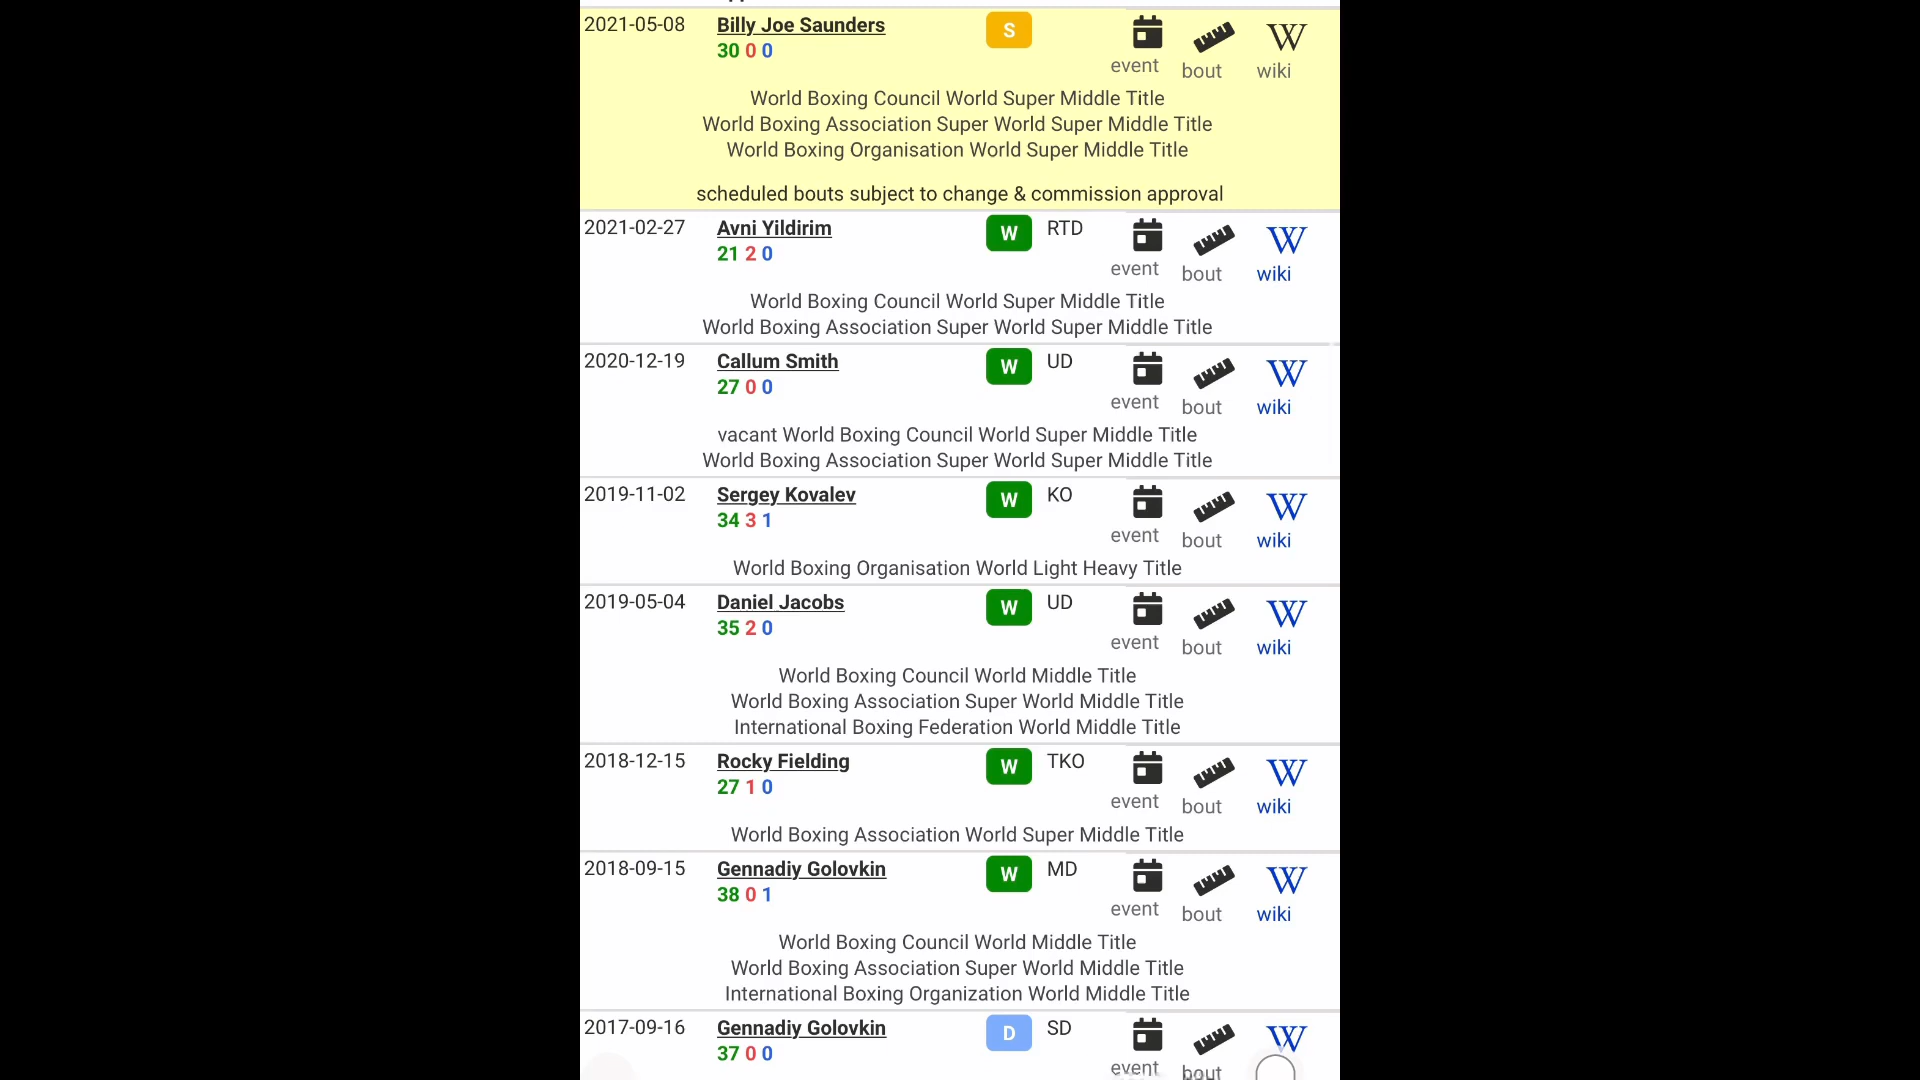 2021-05-08 Billy Joe Saunders S
30 0 0
event bout wiki
World Boxing Council World Super Middle Title
World Boxing Association Super World Super Middle Title
World Boxing Organisation World Super Middle Title
scheduled bouts subject to change & commission approval
2021-02-27 Avni Yildirim W RTD
21 2 0
event bout wiki
World Boxing Council World Super Middle Title
World Boxing Association Super World Super Middle Title
2020-12-19 Callum Smith W UD
27 0 0
event bout wiki
vacant World Boxing Council World Super Middle Title
World Boxing Association Super World Super Middle Title
2019-11-02 Sergey Kovalev W KO
34 3 1
event bout wiki
World Boxing Organisation World Light Heavy Title
2019-05-04 Daniel Jacobs W UD
35 2 0
event bout wiki
World Boxing Council World Middle Title
World Boxing Association Super World Middle Title
International Boxing Federation World Middle Title
2018-12-15 Rocky Fielding W TKO
27 1 0
event bout wiki
World Boxing Association World Super Middle Title
2018-09-15 Gennadiy Golovkin W MD
38 0 1
event bout wiki
World Boxing Council World Middle Title
World Boxing Association Super World Middle Title
International Boxing Organization World Middle Title
2017-09-16 Gennadiy Golovkin D SD
37 0 0
event bout